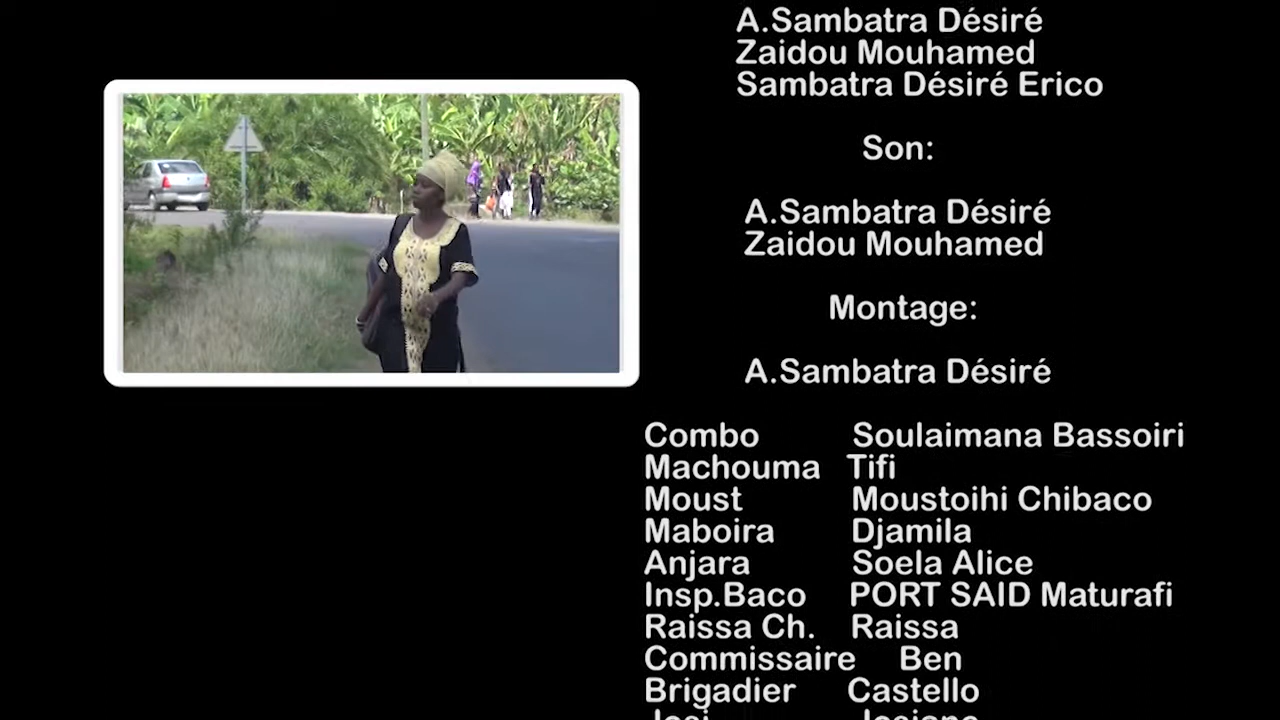 A.Sambatra Désiré
Zaidou Mouhamed
Sambatra Désiré Erico
Son:
A.Sambatra Désiré
Zaidou Mouhamed
Montage:
A.Sambatra Désiré
Combo Soulaimana Bassoiri
Machouma Tifi
Moust Moustoihi Chibaco
Maboira Djamila
Anjara Soela Alice
Insp.Baco PORT SAID Maturafi
Raissa Ch. Raissa
Commissaire Ben
Brigadier Castello